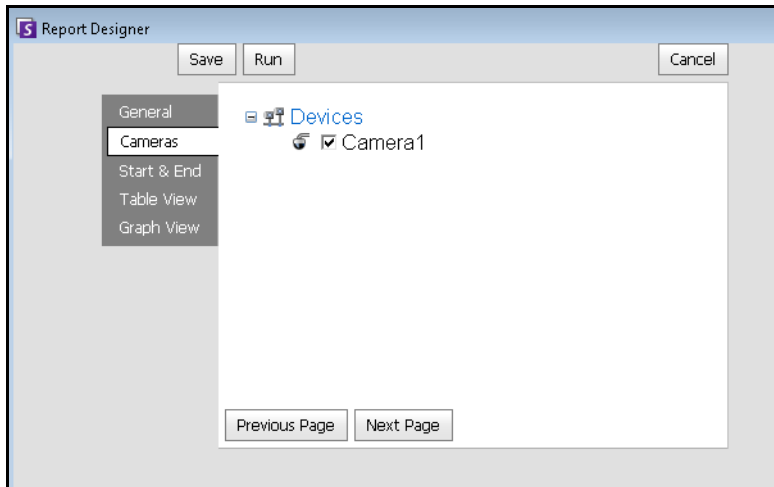 Report Designer
Save Run Cancel
General
Cameras
Start & End
Table View
Graph View
Devices
Camera1
Previous Page Next Page